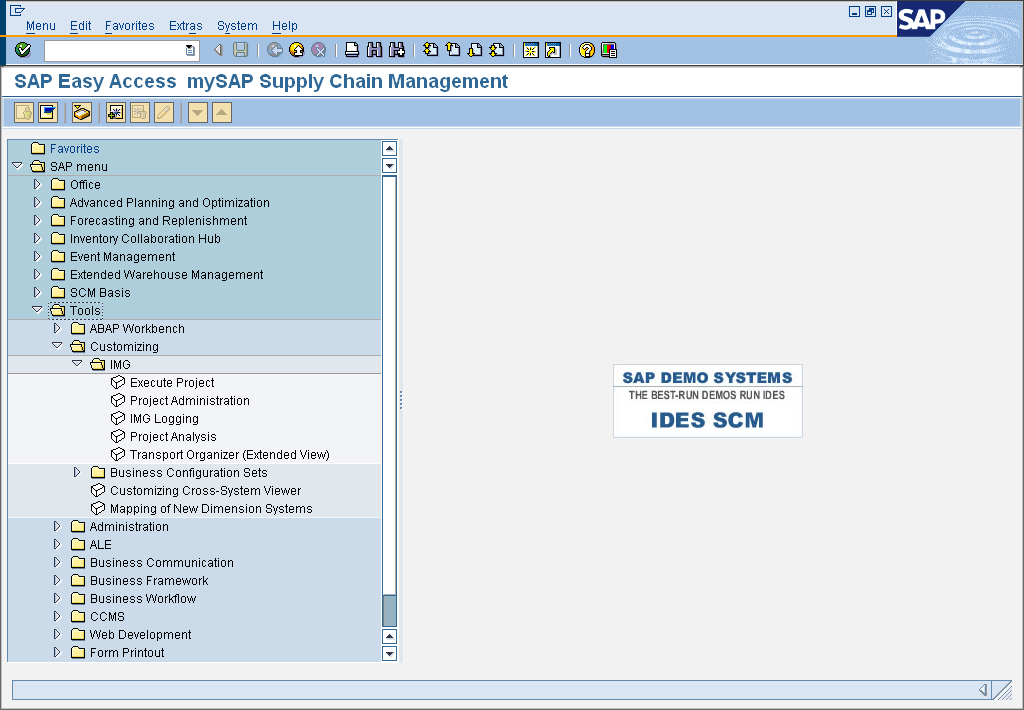 Menu Edit Favorites Extras System Help
SAP
SAP Easy Access mySAP Supply Chain Management
Favorites
SAP menu
Office
Advanced Planning and Optimization
Forecasting and Replenishment
Inventory Collaboration Hub
Event Management
Extended Warehouse Management
SCM Basis
Tools
ABAP Workbench
Customizing
IMG
Execute Project
Project Administration
IMG Logging
Project Analysis
Transport Organizer (Extended View)
Business Configuration Sets
Customizing Cross-System Viewer
Mapping of New Dimension Systems
Administration
ALE
Business Communication
Business Framework
Business Workflow
CCMS
Web Development
Form Printout
SAP DEMO SYSTEMS
THE BEST-RUN DEMOS RUN IDES
IDES SCM